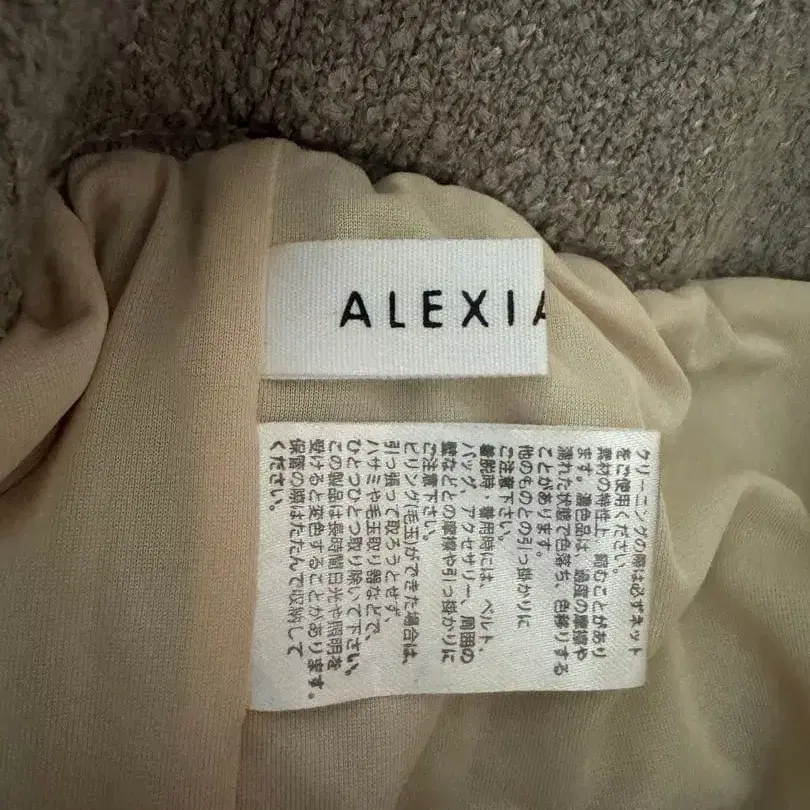 ALEXIA
クリーニングの際は必ずネット
をご使用ください。
素材の特性上、縮むことがあり
ます。濃色品は、過度の摩擦や
濡れた状態で色落ち、色移りする
ことがあります。
他のものとの引っ掛かりに
ご注意下さい。
着脱時・着用時には、ベルト、
バッグ、アクセサリー、周囲の
壁などとの摩擦や引っ掛かりに
ご注意下さい。
ピリング(毛玉)ができた場合は、
引っ張って取ろうとせず、
ハサミや毛玉取り器などで、
ひとつひとつ取り除いて下さい。
この製品は長時間日光や照明を
受けると変色することがあります。
保管の際はたたんで収納して
ください。